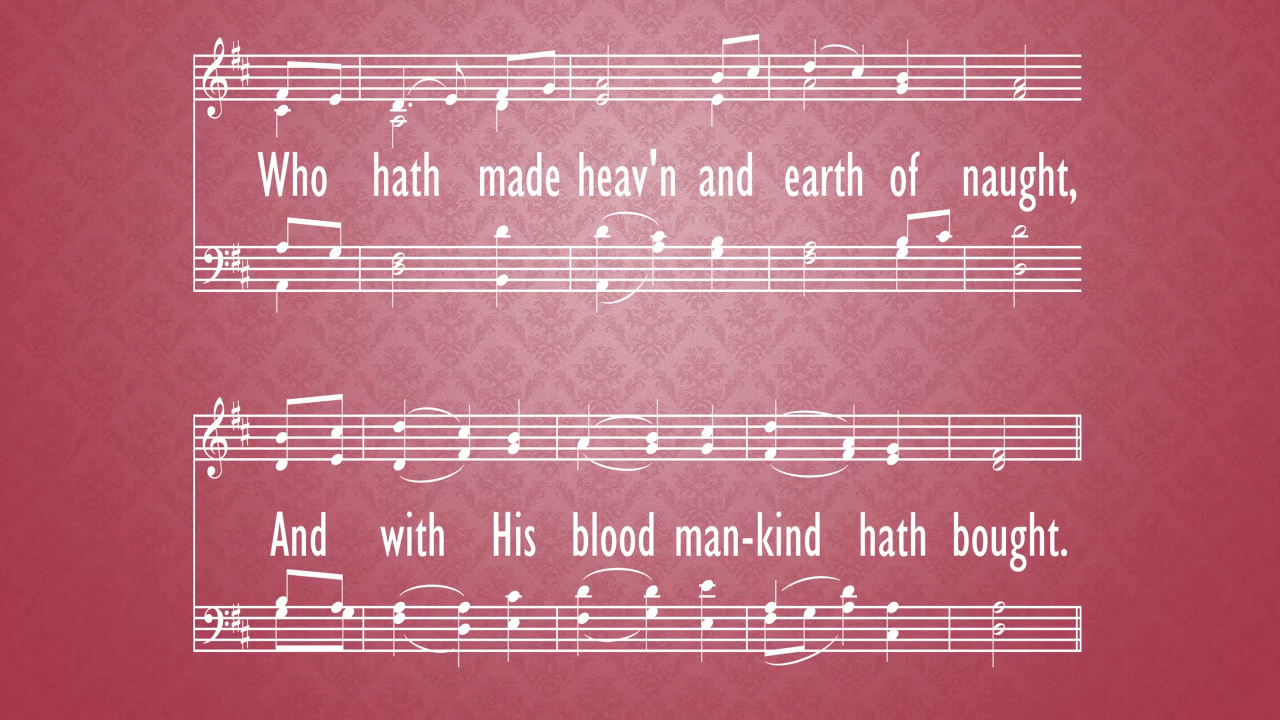 Who hath made heav'n and earth of naught,
And with His blood man-kind hath bought.